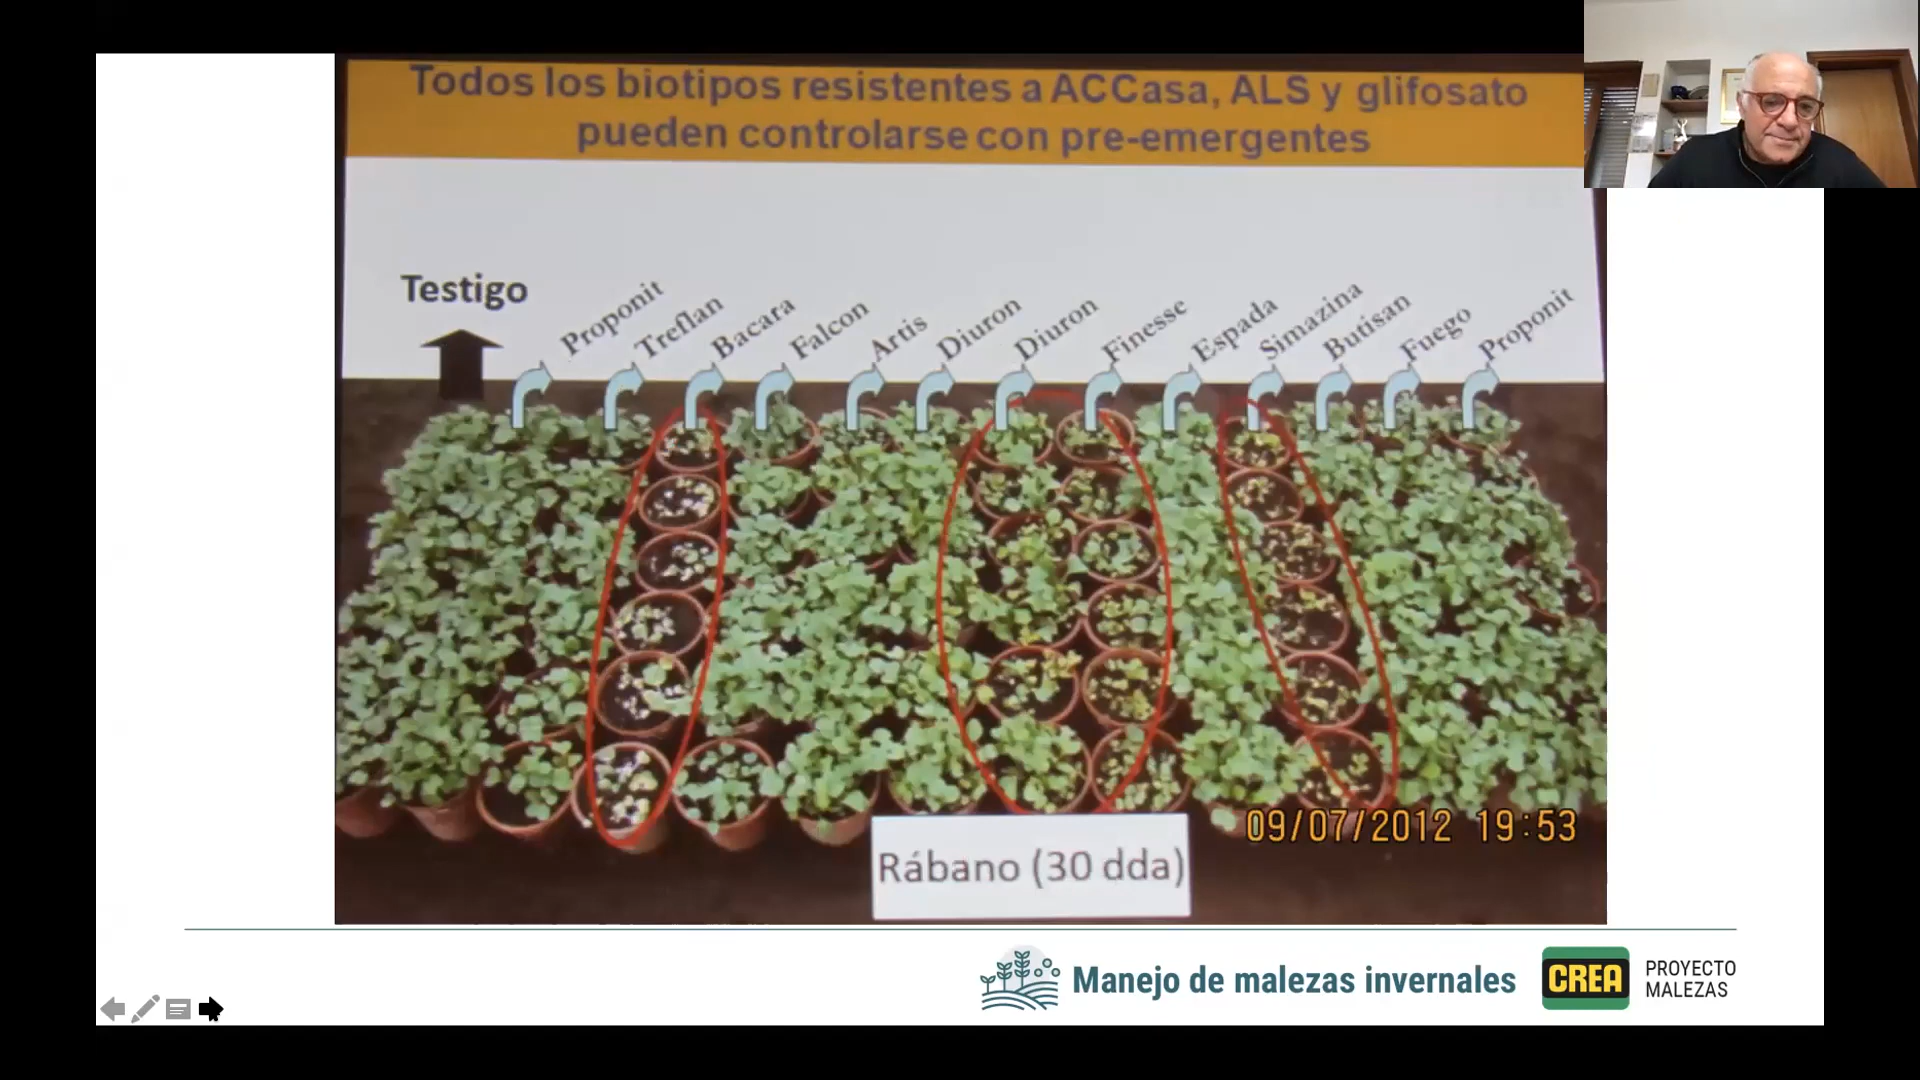 Todos los biotipos resistentes a ACCasa, ALS y glifosato
pueden controlarse con pre-emergentes
Testigo
Proponit
Treflan
Bacara
Falcon
Artis
Diuron
Diuron
Finesse
Espada
Simazina
Butisan
Fuego
Proponit
09/07/2012 19:53
Rábano (30 dda)
Manejo de malezas invernales
CREA
PROYECTO
MALEZAS